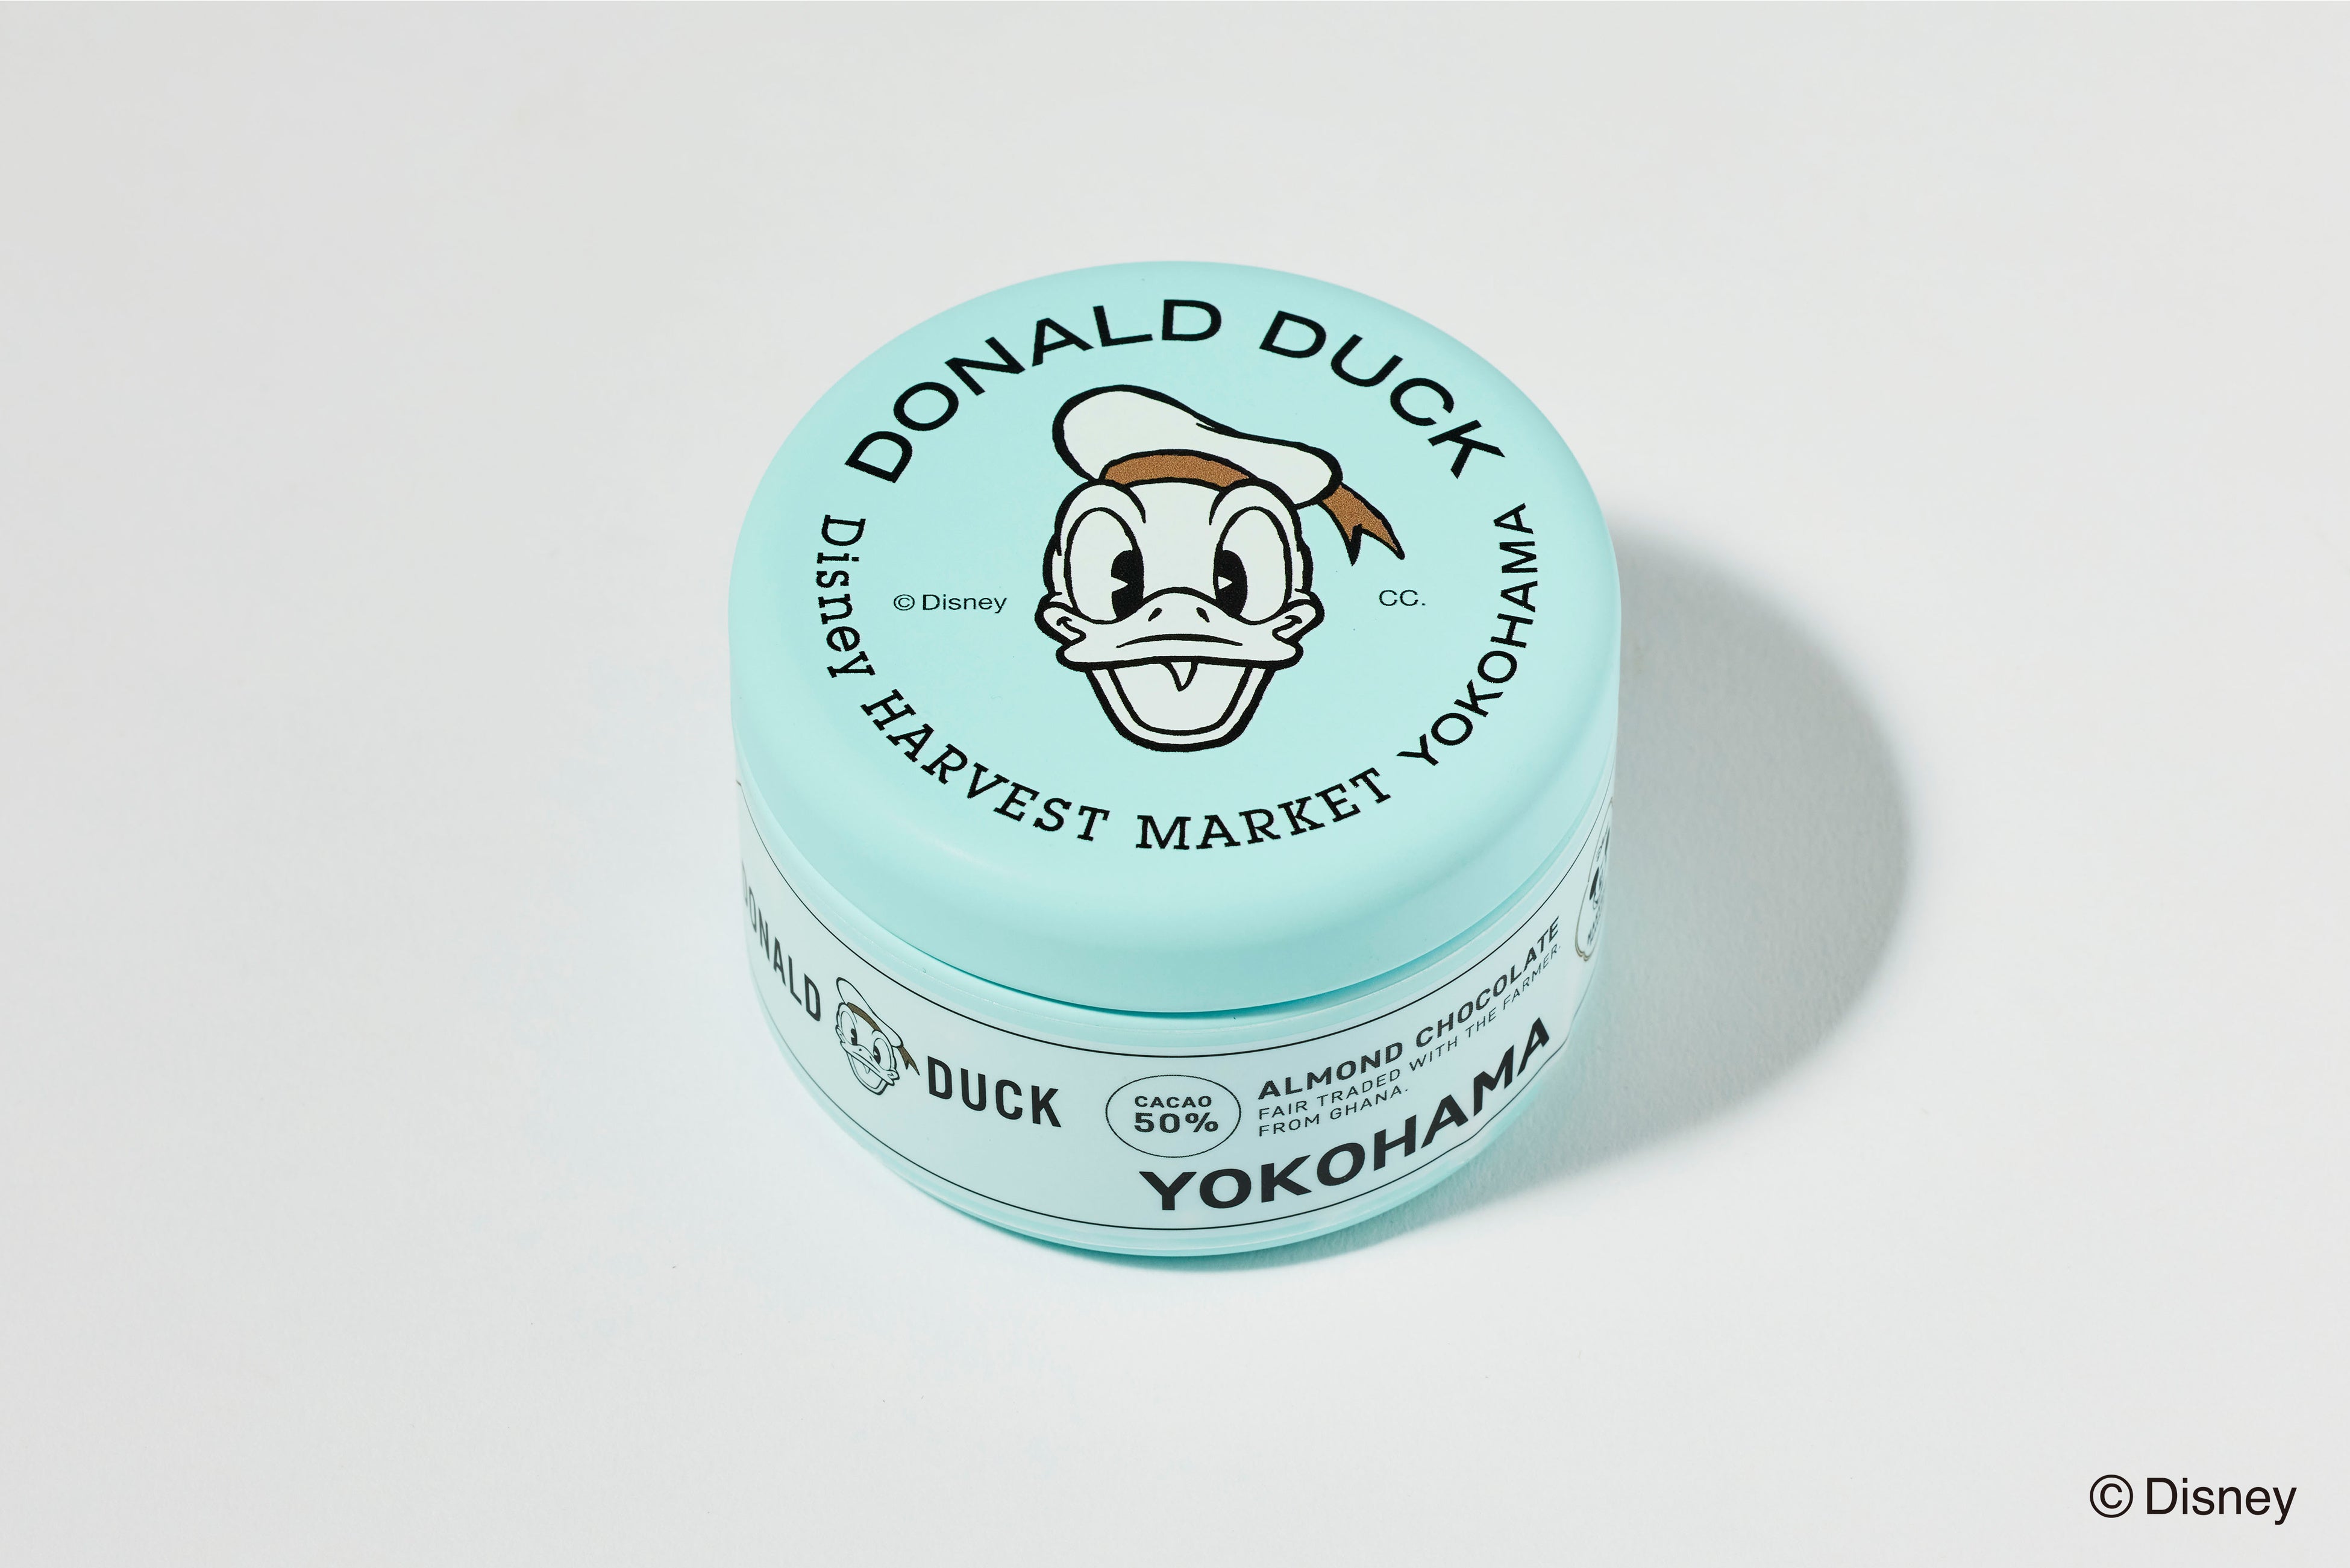 DONALD DUCK
© Disney
CC.
Disney HARVEST MARKET YOKOHAMA
DONALD DUCK
CACAO
50%
ALMOND CHOCOLATE
FAIR TRADED WITH THE FARMER.
FROM GHANA.
YOKOHAMA
© Disney